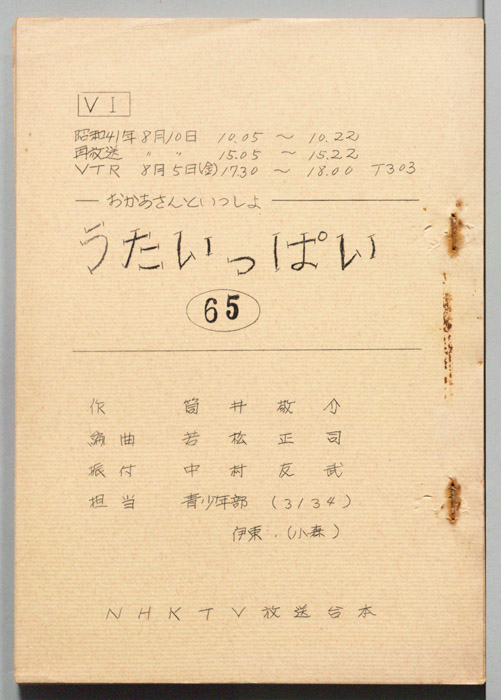 VI
昭和41年 8月10日 10.05 ～ 10.22
再放送 〃 〃 15.05 ～ 15.22
VTR 8月5日(金) 1730 ～ 18.00 T303
― おかあさんといっしょ ―
うたいっぱい
65
作 筒井敬介
編曲 若松正司
振付 中村友武
担当 青少年部 (3134)
伊東.(小森)
NHKTV放送台本